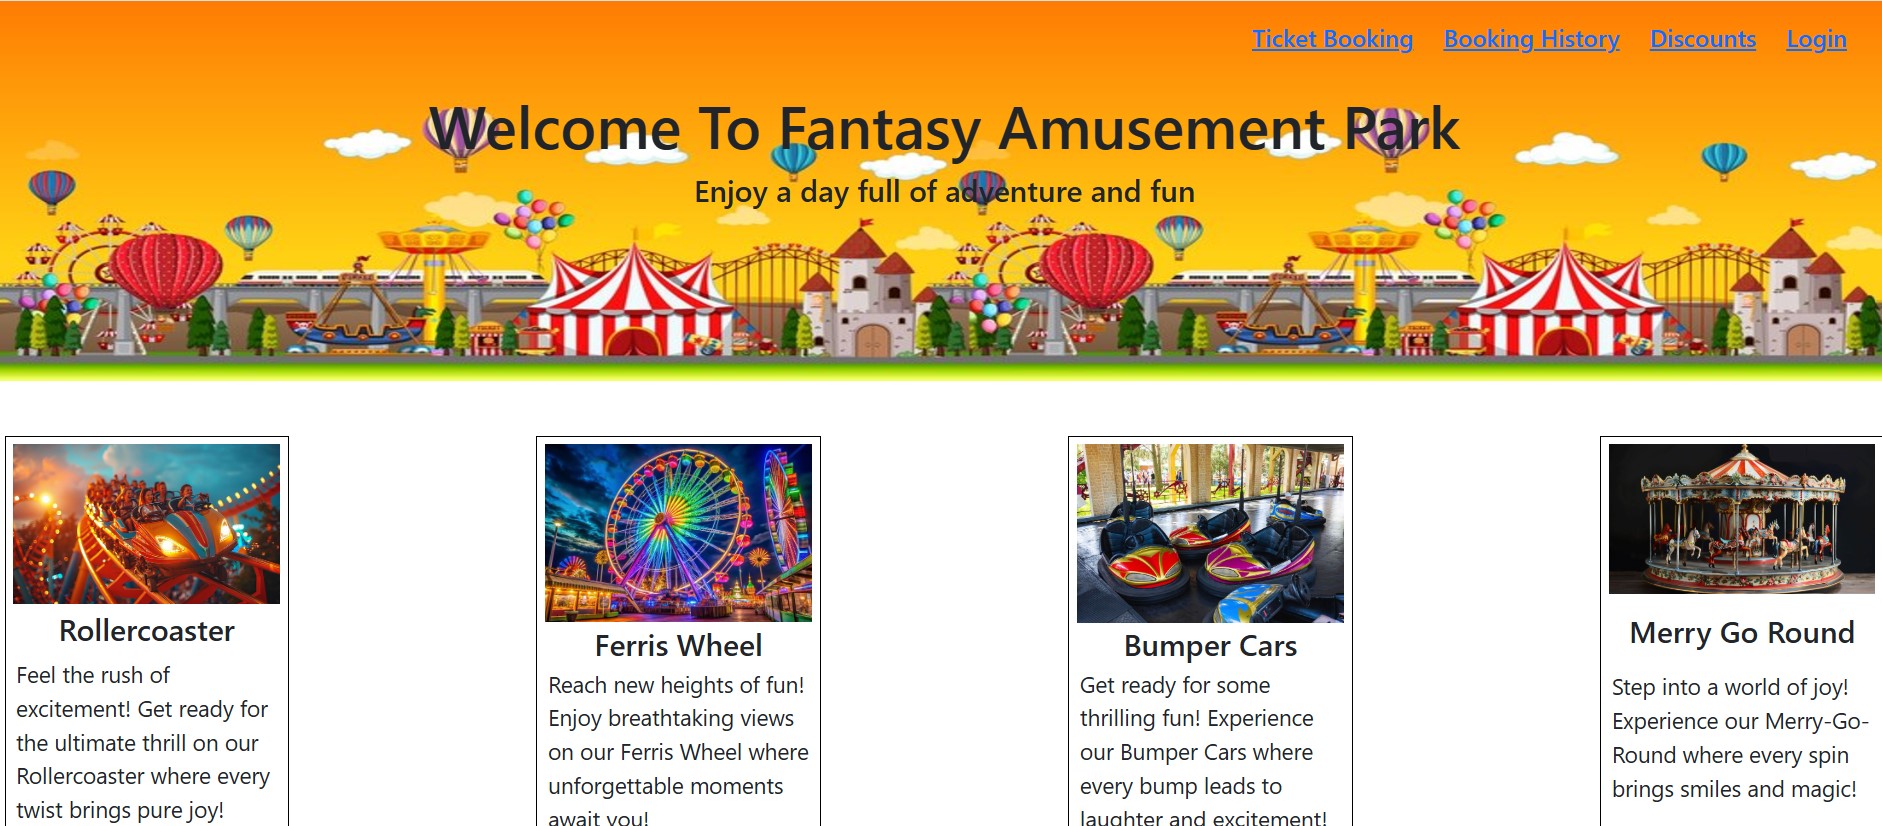 Ticket Booking Booking History Discounts Login
Welcome To Fantasy Amusement Park
Enjoy a day full of adventure and fun
TICKET
Rollercoaster
Feel the rush of
excitement! Get ready for
the ultimate thrill on our
Rollercoaster where every
twist brings pure joy!
Ferris Wheel
Reach new heights of fun!
Enjoy breathtaking views
on our Ferris Wheel where
unforgettable moments
await you!
Bumper Cars
Get ready for some
thrilling fun! Experience
our Bumper Cars where
every bump leads to
laughter and excitement!
Merry Go Round
Step into a world of joy!
Experience our Merry-Go-
Round where every spin
brings smiles and magic!